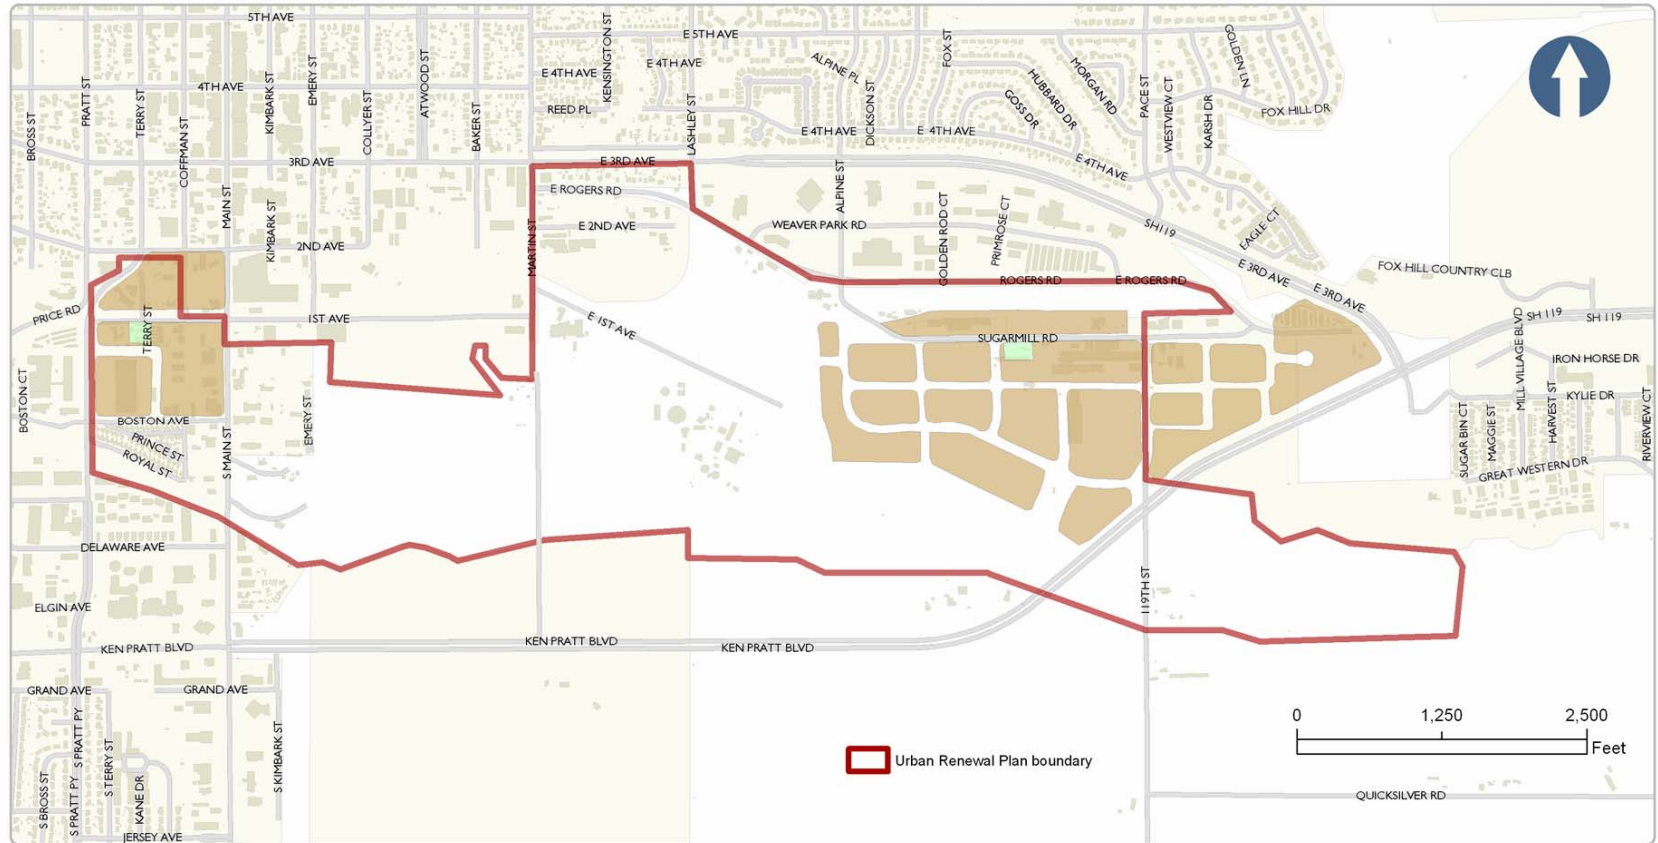 5TH AVE
E 5TH AVE
KENSINGTON ST
FOX ST
GOLDEN LN
ALPINE PL
E 4TH AVE
E 4TH AVE
MORGAN RD
HUBBARD DR
GOSS DR
4TH AVE
KIMBARK ST
EMERY ST
ATWOOD ST
PRATT ST
TERRY ST
BROSS ST
COFFMAN ST
COLLYER ST
BAKER ST
REED PL
LASHLEY ST
DICKSON ST
E 4TH AVE
E 4TH AVE
PACE ST
WESTVIEW CT
KARSH DR
FOX HILL DR
3RD AVE
E 3RD AVE
E 4TH AVE
ALPINE ST
E ROGERS RD
MAIN ST
KIMBARK ST
2ND AVE
MARTIN ST
E 2ND AVE
WEAVER PARK RD
GOLDEN ROD CT
PRIMROSE CT
SH119
EAGLE CT
E 3RD AVE
E 3RD AVE
FOX HILL COUNTRY CLB
ROGERS RD
E ROGERS RD
PRICE RD
TERRY ST
1ST AVE
E 1ST AVE
SUGARMILL RD
SH 119
SH 119
MILL VILLAGE BLVD
IRON HORSE DR
KYLIE DR
BOSTON CT
BOSTON AVE
PRINCE ST
ROYAL ST
S MAIN ST
EMERY ST
SUGAR BIN CT
MAGGIE ST
HARVEST ST
RIVERVIEW CT
GREAT WESTERN DR
DELAWARE AVE
119TH ST
ELGIN AVE
KEN PRATT BLVD
KEN PRATT BLVD
KEN PRATT BLVD
GRAND AVE
GRAND AVE
S PRATT PY
S TERRY ST
S KIMBARK ST
S BROSS ST
S PRATT PY
KANE DR
JERSEY AVE
Urban Renewal Plan boundary
0 1,250 2,500
Feet
QUICKSILVER RD